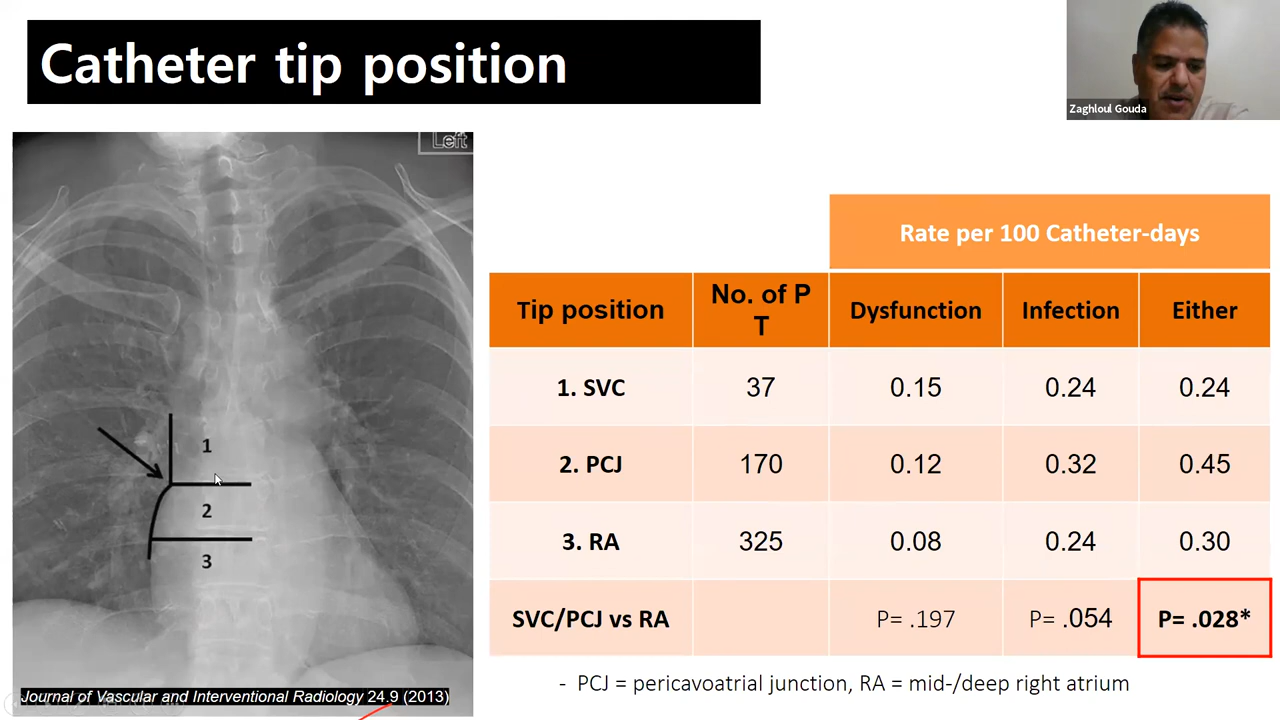 Catheter tip position
Zaghloul Gouda
Left
1
2
3
Journal of Vascular and Interventional Radiology 24.9 (2013)
Rate per 100 Catheter-days
Tip position No. of P T Dysfunction Infection Either
1. SVC 37 0.15 0.24 0.24
2. PCJ 170 0.12 0.32 0.45
3. RA 325 0.08 0.24 0.30
SVC/PCJ vs RA P= .197 P= .054 P= .028*
- PCJ = pericavoatrial junction, RA = mid-/deep right atrium